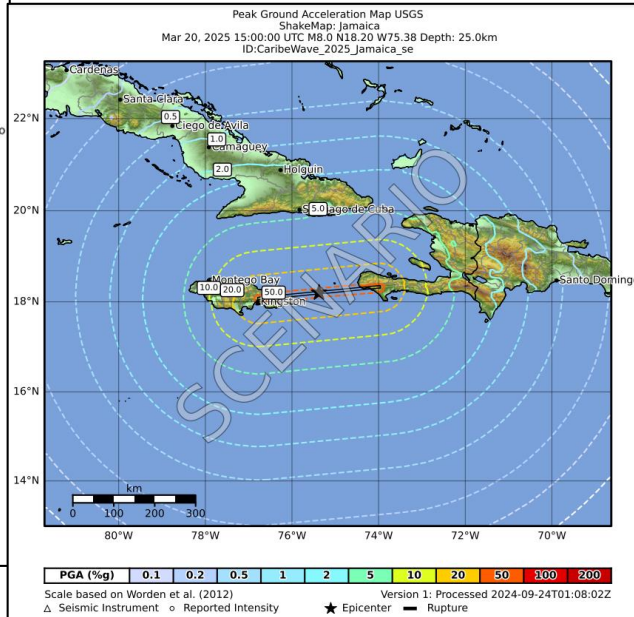 Peak Ground Acceleration Map USGS
ShakeMap: Jamaica
Mar 20, 2025 15:00:00 UTC M8.0 N18.20 W75.38 Depth: 25.0km
ID:CaribeWave_2025_Jamaica_se
Cardenas
Santa Clara
0.5
Ciego de Avila
1.0
Camaguey
2.0
Holguin
5.0
Santiago de Cuba
Montego Bay
10.0
20.0
50.0
Kingston
Santo Domingo
SCENARIO
22°N
20°N
18°N
16°N
14°N
km
0 100 200 300
80°W 78°W 76°W 74°W 72°W 70°W
PGA (%g) 0.1 0.2 0.5 1 2 5 10 20 50 100 200
Scale based on Worden et al. (2012) Version 1: Processed 2024-09-24T01:08:02Z
△ Seismic Instrument ○ Reported Intensity ★ Epicenter ▬ Rupture